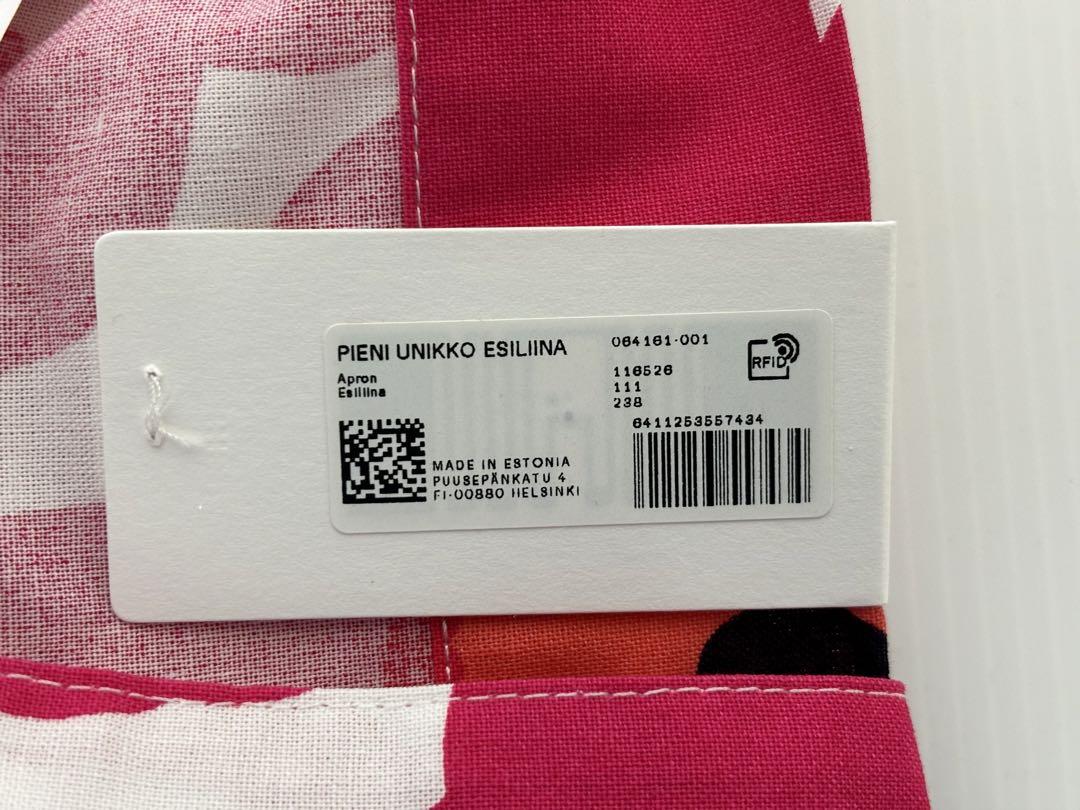 PIENI UNIKKO ESILIINA
Apron
Esiliina
064161-001
RFID
116526
111
238
6411253557434
MADE IN ESTONIA
PUUSEPÄNKATU 4
FI-00880 HELSINKI